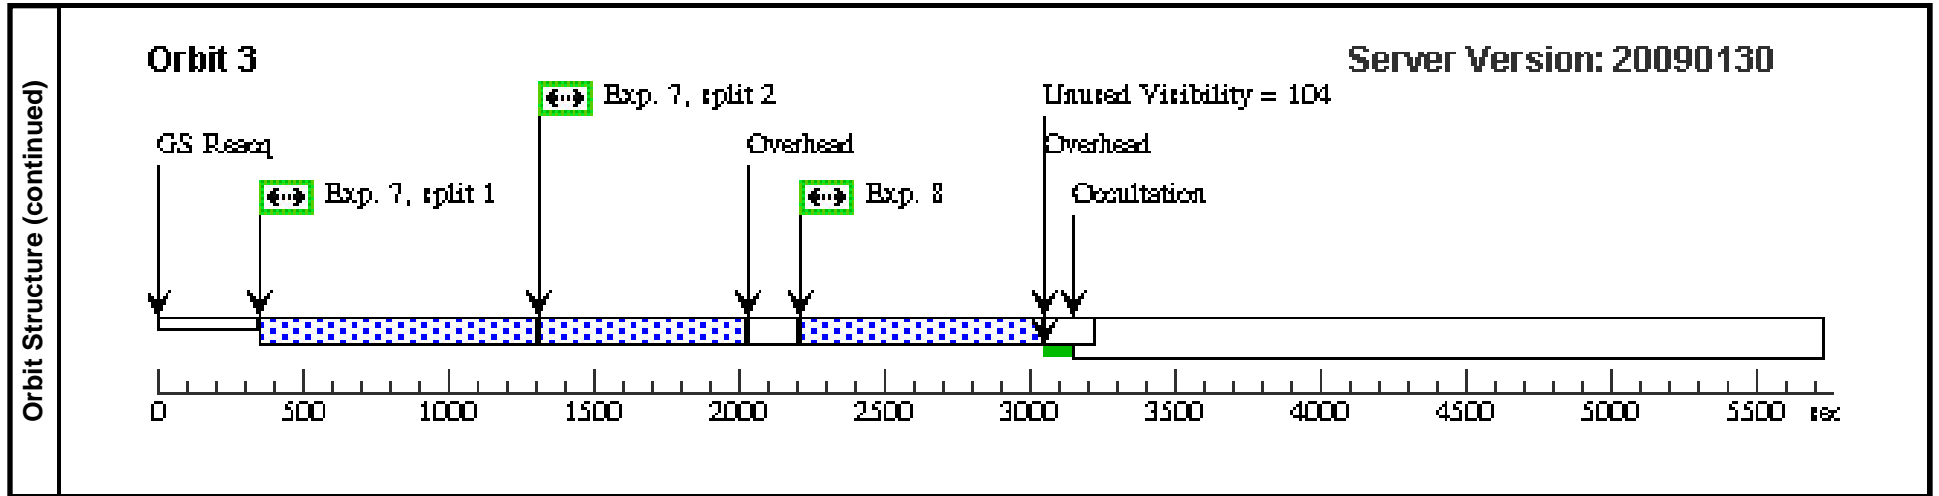 Orbit Structure (continued)
Orbit 3
Server Version: 20090130
Exp. 7, split 2
Unused Visibility = 104
GS Reacq
Overhead
Overhead
Exp. 7, split 1
Exp. 8
Occultation
0 500 1000 1500 2000 2500 3000 3500 4000 4500 5000 5500 sec